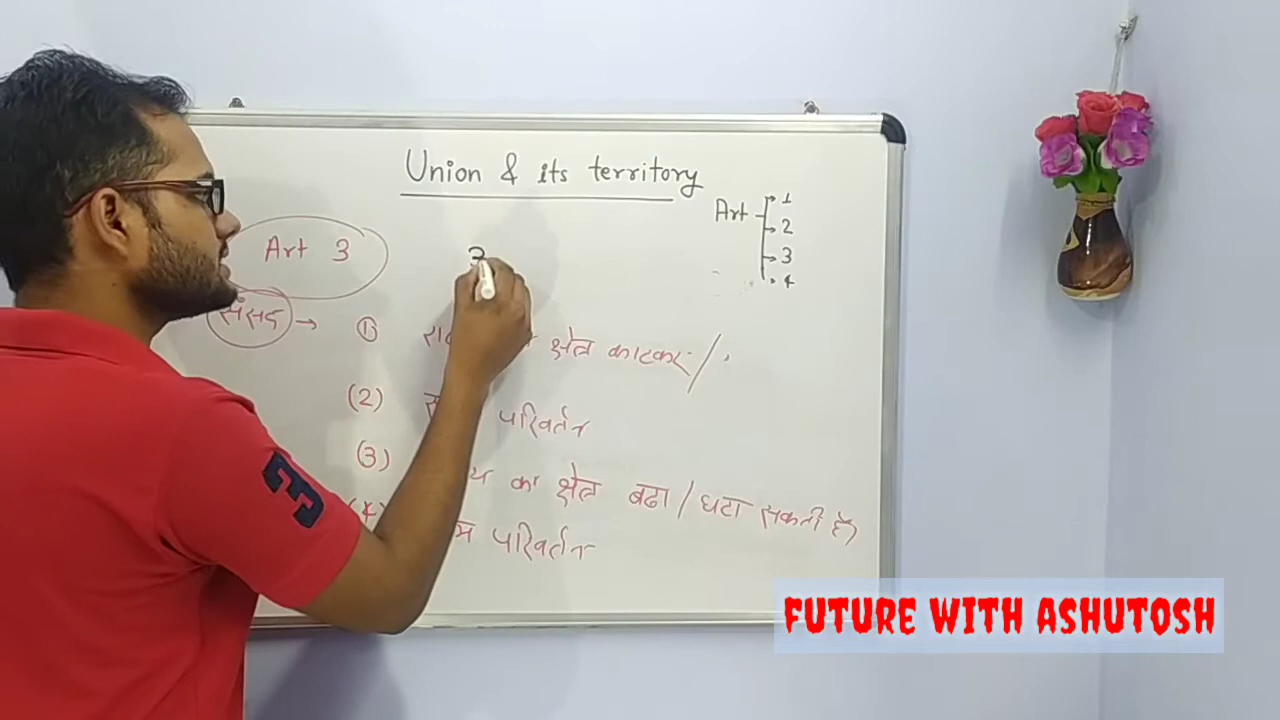 Union & its territory
Art 1
2
3
4
Art 3
संसद → ① क्षेत्र काटकर /
(2) परिवर्तन
(3) का क्षेत्र बढा / घटा सकती है
(4) परिवर्तन
3
FUTURE WITH ASHUTOSH